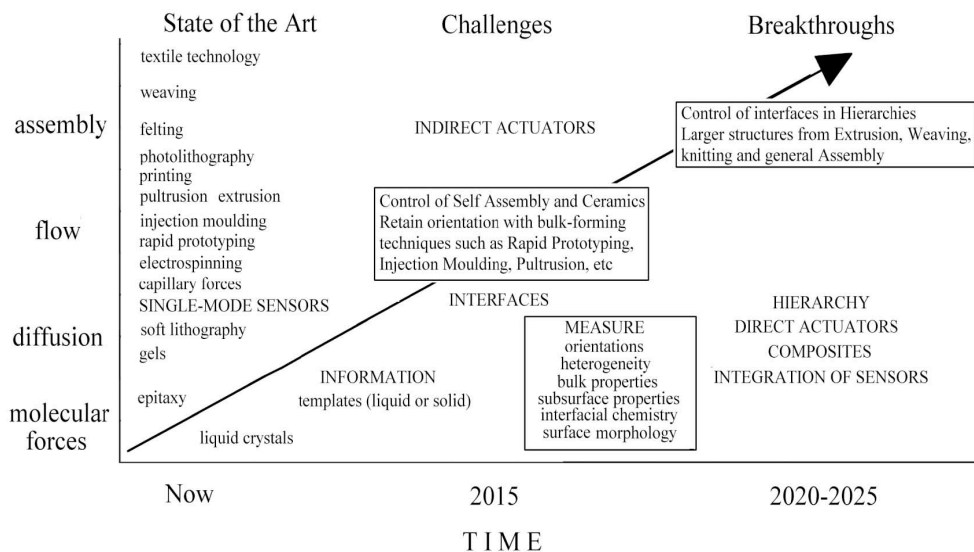 State of the Art
Challenges
Breakthroughs
assembly
flow
diffusion
molecular
forces
textile technology
weaving
felting
photolithography
printing
pultrusion extrusion
injection moulding
rapid prototyping
electrospinning
capillary forces
SINGLE-MODE SENSORS
soft lithography
gels
epitaxy
liquid crystals
INDIRECT ACTUATORS
Control of Self Assembly and Ceramics
Retain orientation with bulk-forming
techniques such as Rapid Prototyping,
Injection Moulding, Pultrusion, etc
INTERFACES
INFORMATION
templates (liquid or solid)
MEASURE
orientations
heterogeneity
bulk properties
subsurface properties
interfacial chemistry
surface morphology
Control of interfaces in Hierarchies
Larger structures from Extrusion, Weaving,
knitting and general Assembly
HIERARCHY
DIRECT ACTUATORS
COMPOSITES
INTEGRATION OF SENSORS
Now
2015
2020-2025
TIME